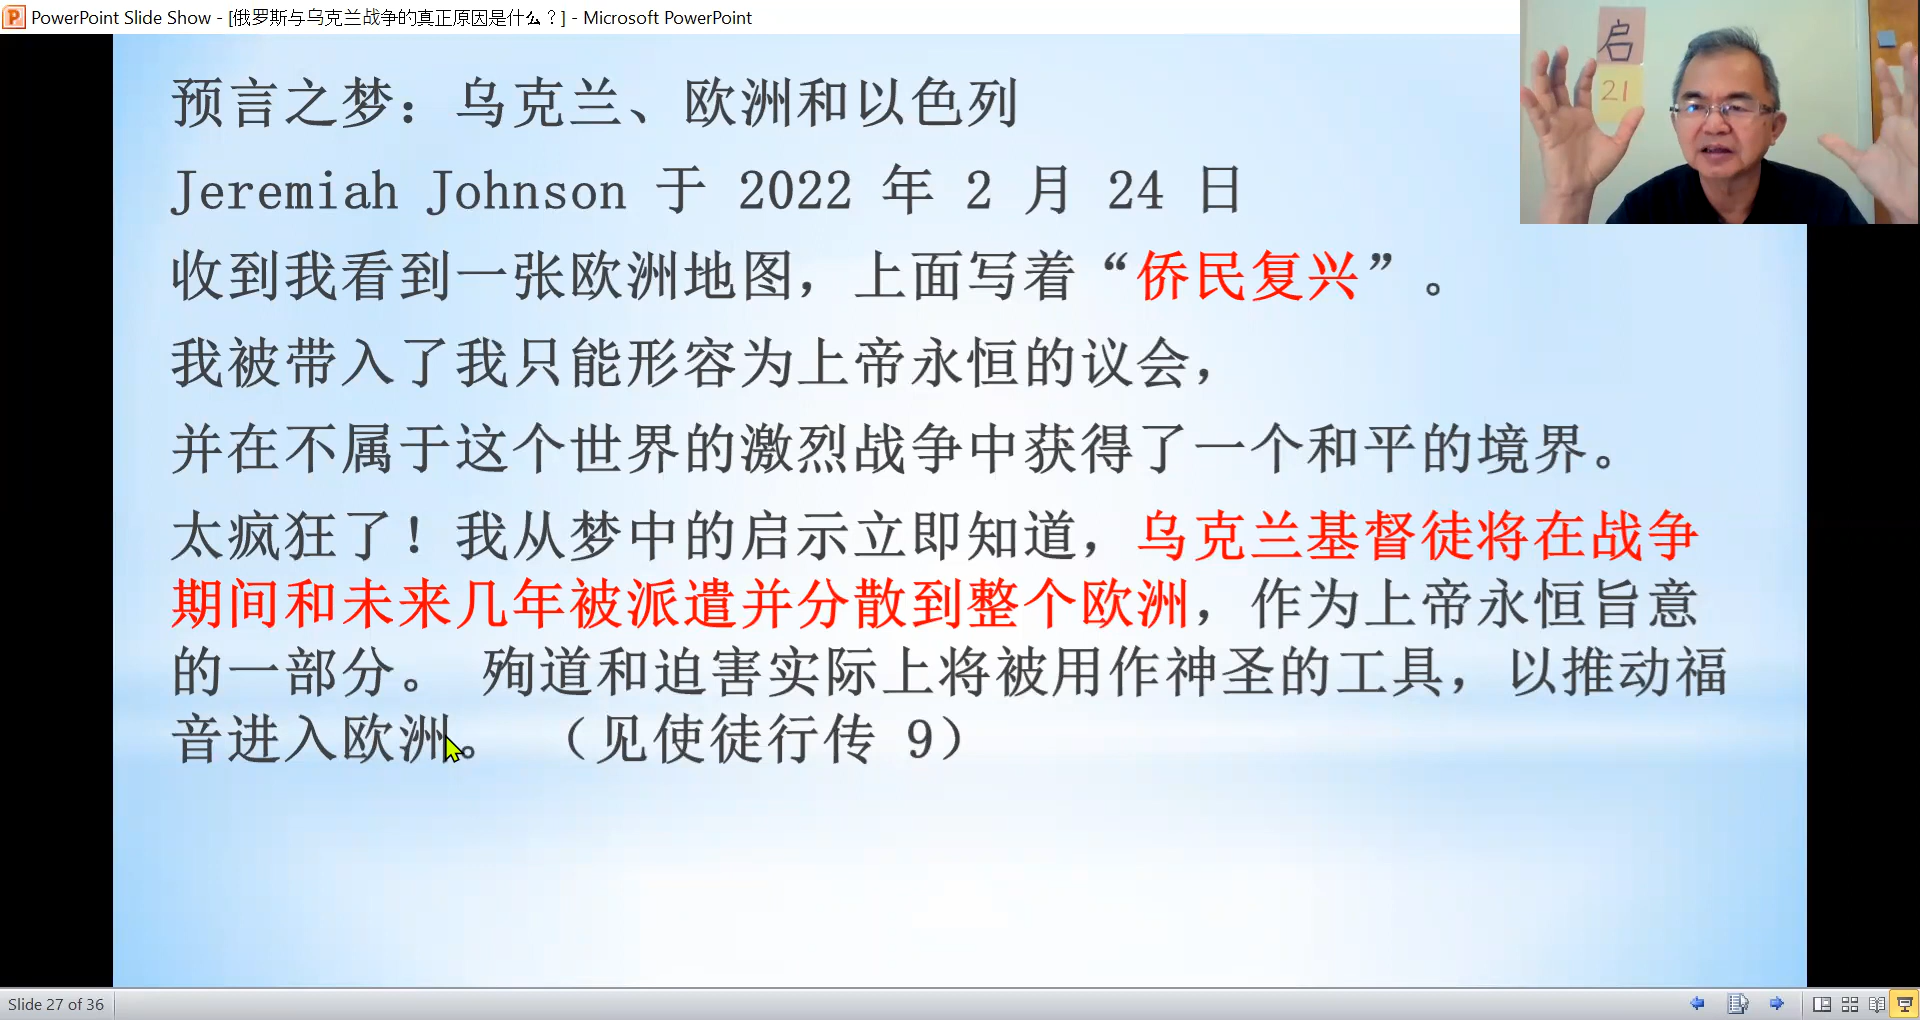 PowerPoint Slide Show - [俄罗斯与乌克兰战争的真正原因是什么？] - Microsoft PowerPoint
启
21
预言之梦：乌克兰、欧洲和以色列
Jeremiah Johnson 于 2022 年 2 月 24 日
收到我看到一张欧洲地图，上面写着“侨民复兴”。
我被带入了我只能形容为上帝永恒的议会，
并在不属于这个世界的激烈战争中获得了一个和平的境界。
太疯狂了！我从梦中的启示立即知道，乌克兰基督徒将在战争
期间和未来几年被派遣并分散到整个欧洲，作为上帝永恒旨意
的一部分。 殉道和迫害实际上将被用作神圣的工具，以推动福
音进入欧洲。 （见使徒行传 9）
Slide 27 of 36